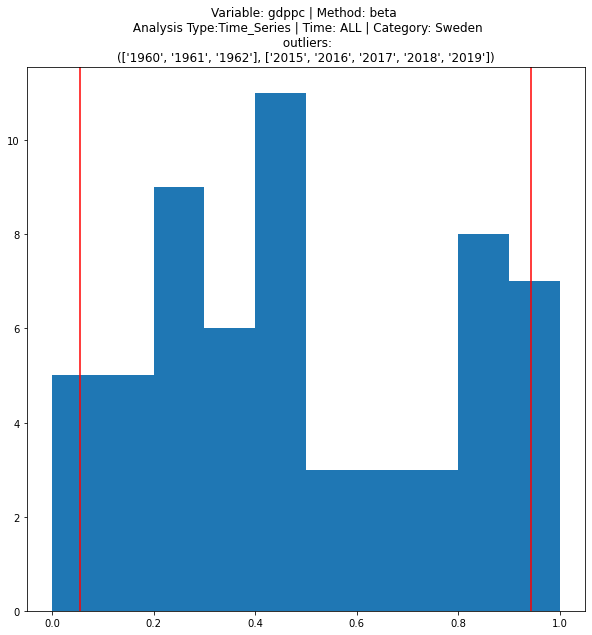 Variable: gdppc | Method: beta
Analysis Type:Time_Series | Time: ALL | Category: Sweden
outliers:
(['1960', '1961', '1962'], ['2015', '2016', '2017', '2018', '2019'])
10
8
6
4
2
0
0.0 0.2 0.4 0.6 0.8 1.0